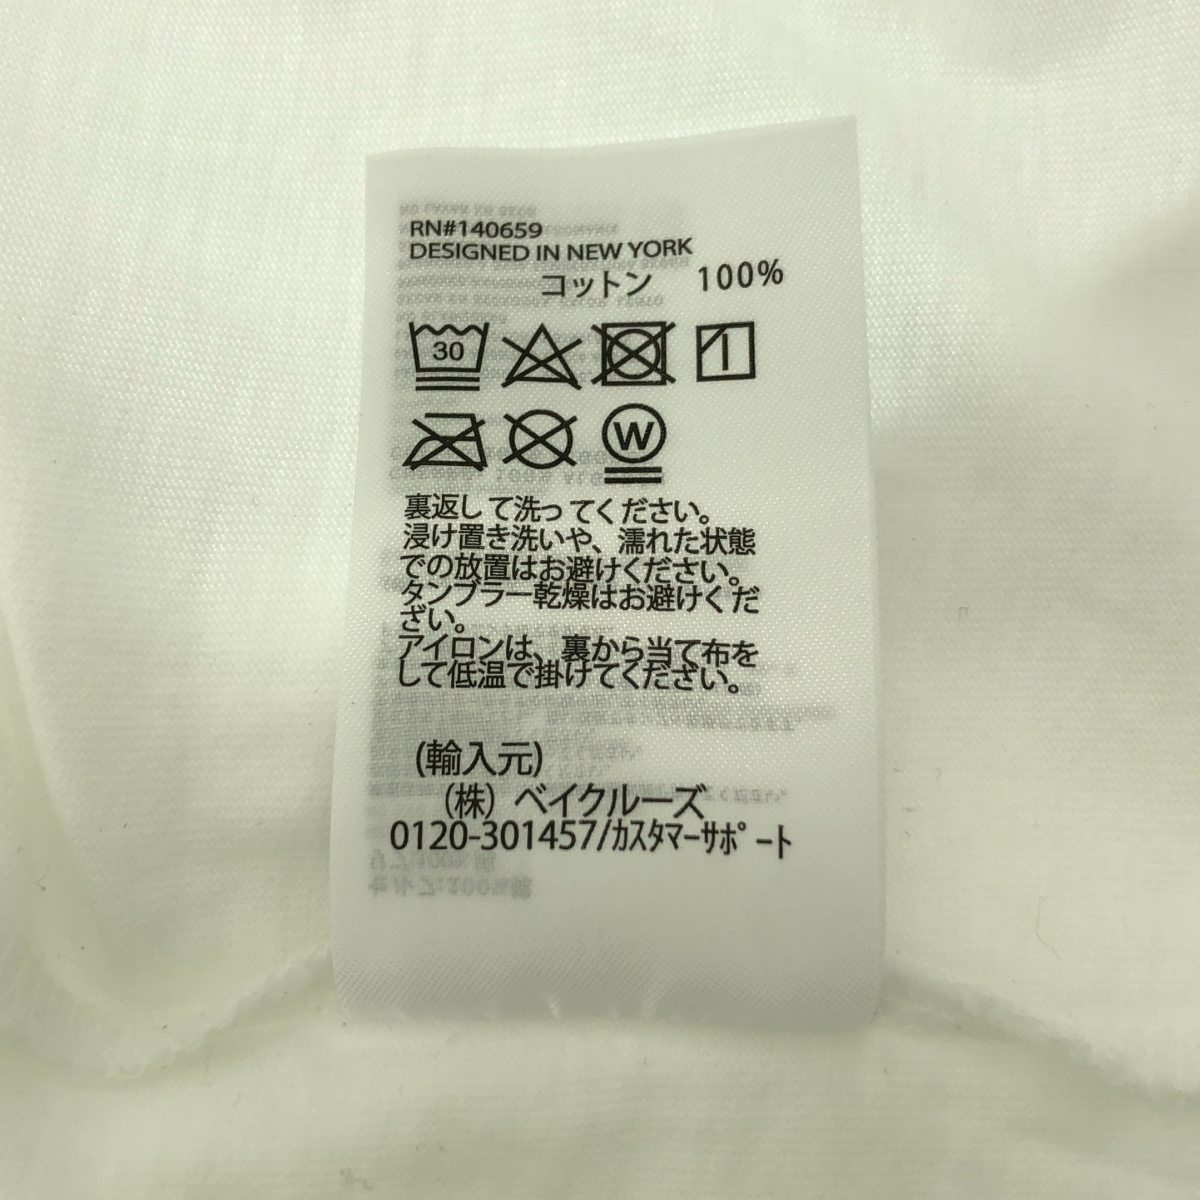 RN#140659
DESIGNED IN NEW YORK
コットン 100%
30
W
裏返して洗ってください。
浸け置き洗いや、濡れた状態
での放置はお避けください。
タンブラー乾燥はお避けくだ
さい。
アイロンは、裏から当て布を
して低温で掛けてください。
(輸入元)
(株) ベイクルーズ
0120-301457/ｶｽﾀﾏｰｻﾎﾟｰﾄ